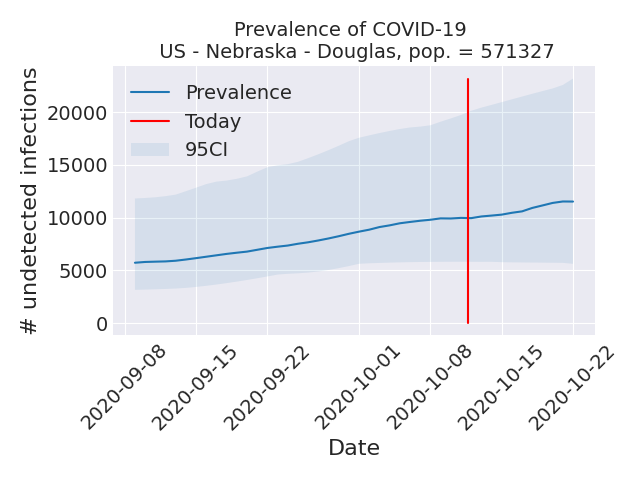 Prevalence of COVID-19
US - Nebraska - Douglas, pop. = 571327
# undetected infections
20000
15000
10000
5000
0
Prevalence
Today
95CI
2020-09-08
2020-09-15
2020-09-22
2020-10-01
2020-10-08
2020-10-15
2020-10-22
Date